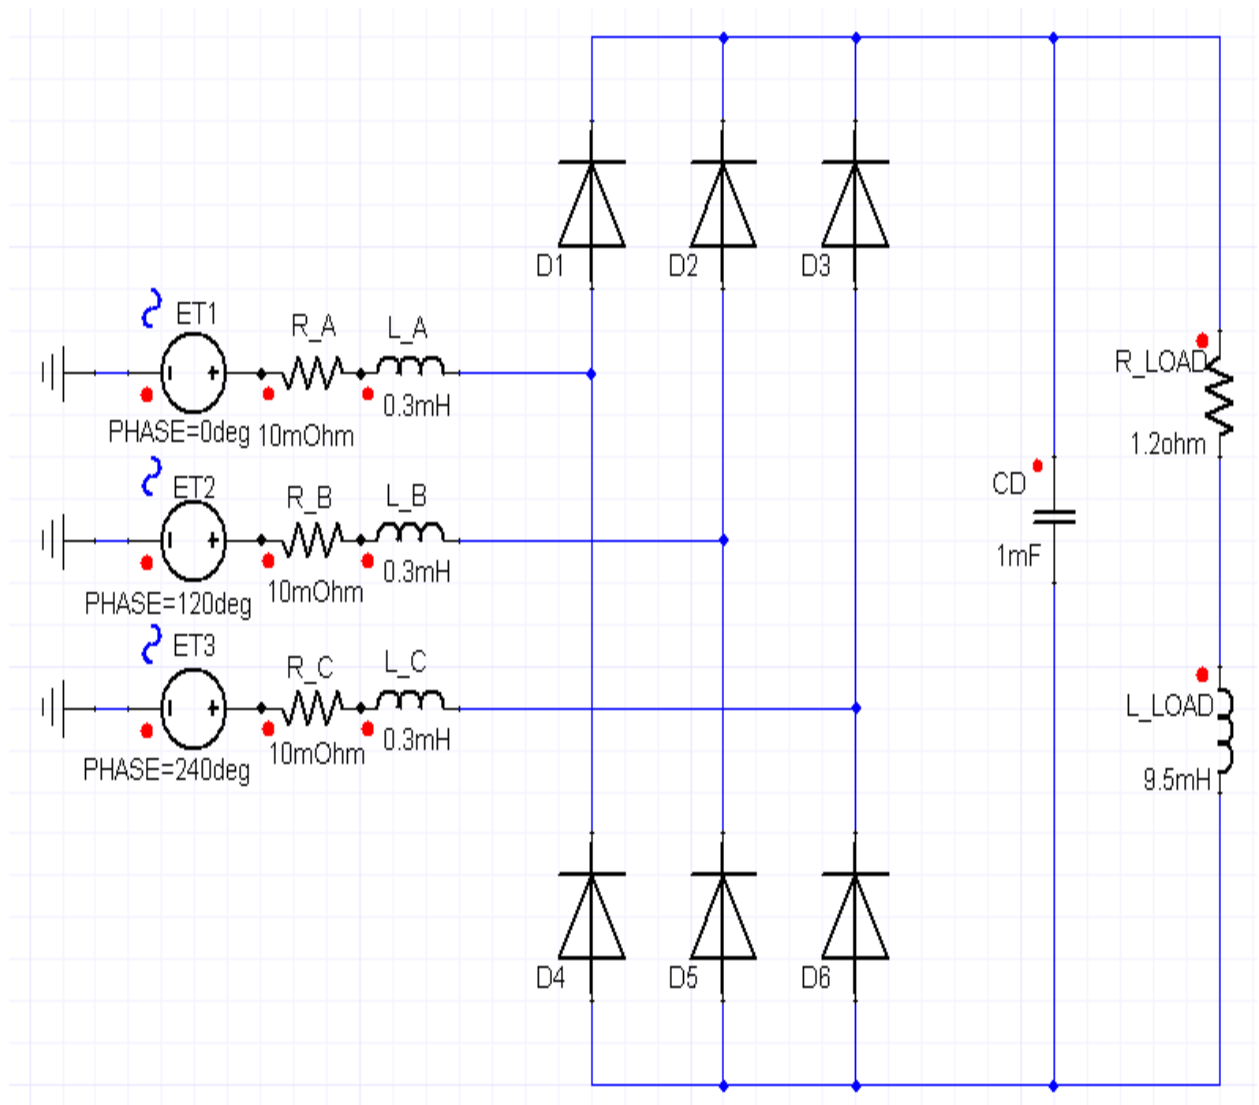 D1
D2
D3
ET1
R_A
L_A
0.3mH
PHASE=0deg
10mOhm
R_LOAD
1.2ohm
ET2
R_B
L_B
0.3mH
PHASE=120deg
10mOhm
CD
1mF
ET3
R_C
L_C
0.3mH
PHASE=240deg
10mOhm
L_LOAD
9.5mH
D4
D5
D6